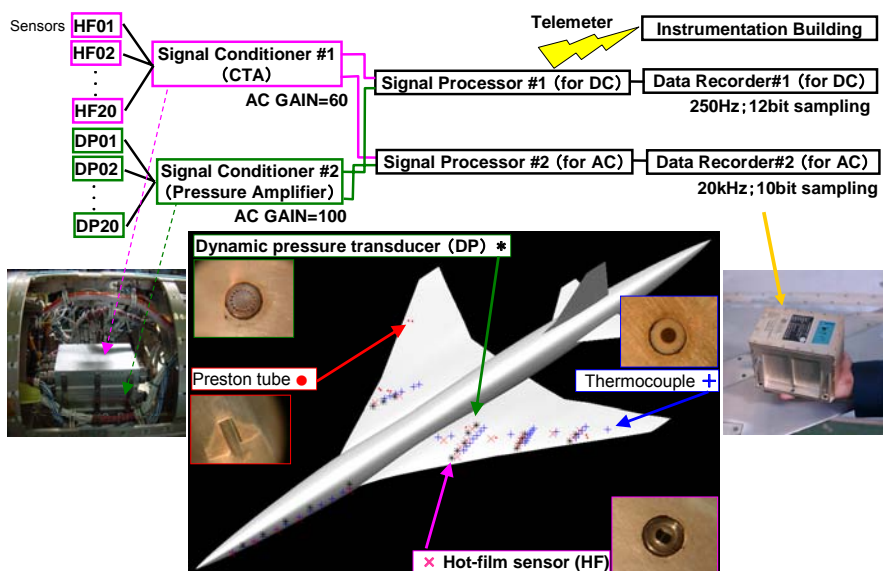 Sensors
HF01
HF02
HF20
DP01
DP02
DP20
Signal Conditioner #1
(CTA)
AC GAIN=60
Signal Conditioner #2
(Pressure Amplifier)
AC GAIN=100
Telemeter
Instrumentation Building
Signal Processor #1 (for DC)
Data Recorder#1 (for DC)
250Hz;12bit sampling
Signal Processor #2 (for AC)
Data Recorder#2 (for AC)
20kHz;10bit sampling
Dynamic pressure transducer (DP) *
Preston tube ●
Thermocouple +
× Hot-film sensor (HF)